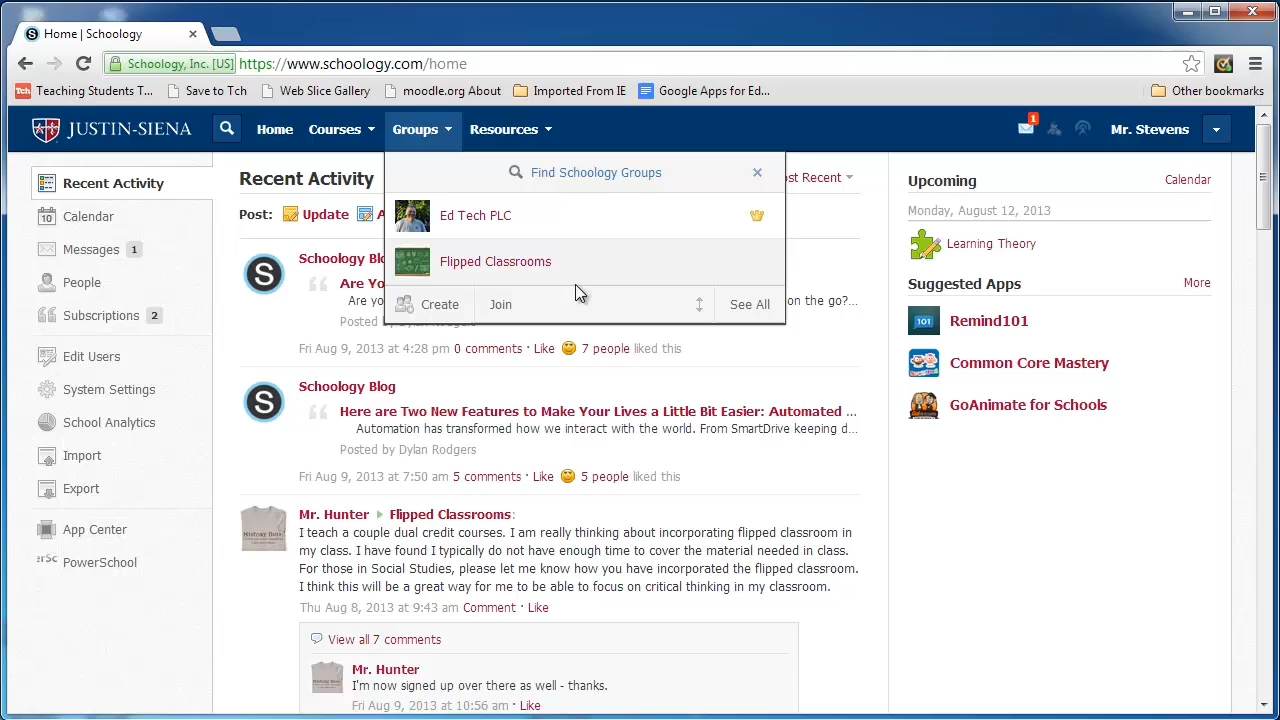 Home | Schoology
Schoology, Inc. [US] https://www.schoology.com/home
Tch Teaching Students T... Save to Tch Web Slice Gallery moodle.org About Imported From IE Google Apps for Ed... Other bookmarks
JUSTIN-SIENA Home Courses Groups Resources 1 Mr. Stevens
Recent Activity
10 Calendar
Messages 1
People
Subscriptions 2
Edit Users
System Settings
School Analytics
Import
Export
App Center
PowerSchool
Find Schoology Groups
Ed Tech PLC
Flipped Classrooms
Create Join See All
Recent Activity st Recent
Post: Update A
S Schoology Blo
Are Yo
Are yo on the go?...
Posted
Fri Aug 9, 2013 at 4:28 pm 0 comments · Like 7 people liked this
S Schoology Blog
Here are Two New Features to Make Your Lives a Little Bit Easier: Automated ...
Automation has transformed how we interact with the world. From SmartDrive keeping d...
Posted by Dylan Rodgers
Fri Aug 9, 2013 at 7:50 am 5 comments · Like 5 people liked this
Mr. Hunter Flipped Classrooms:
I teach a couple dual credit courses. I am really thinking about incorporating flipped classroom in
my class. I have found I typically do not have enough time to cover the material needed in class.
For those in Social Studies, please let me know how you have incorporated the flipped classroom.
I think this will be a great way for me to be able to focus on critical thinking in my classroom.
Thu Aug 8, 2013 at 9:43 am Comment · Like
View all 7 comments
Mr. Hunter
I'm now signed up over there as well - thanks.
Fri Aug 9, 2013 at 10:56 am · Like
Upcoming Calendar
Monday, August 12, 2013
Learning Theory
Suggested Apps More
101 Remind101
Common Core Mastery
GoAnimate for Schools